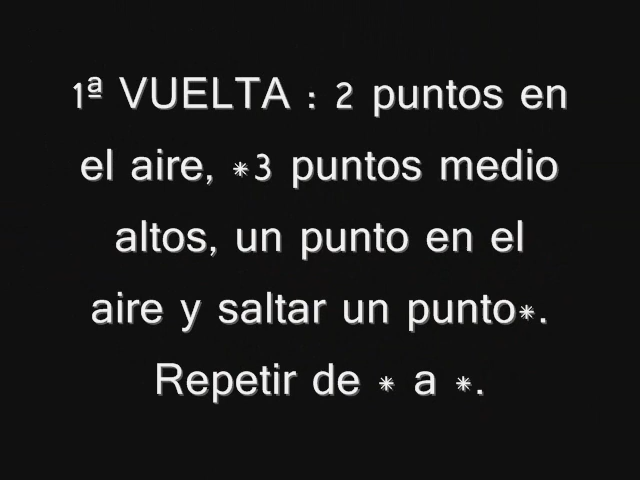 1ª VUELTA : 2 puntos en
el aire, *3 puntos medio
altos, un punto en el
aire y saltar un punto*.
Repetir de * a *.